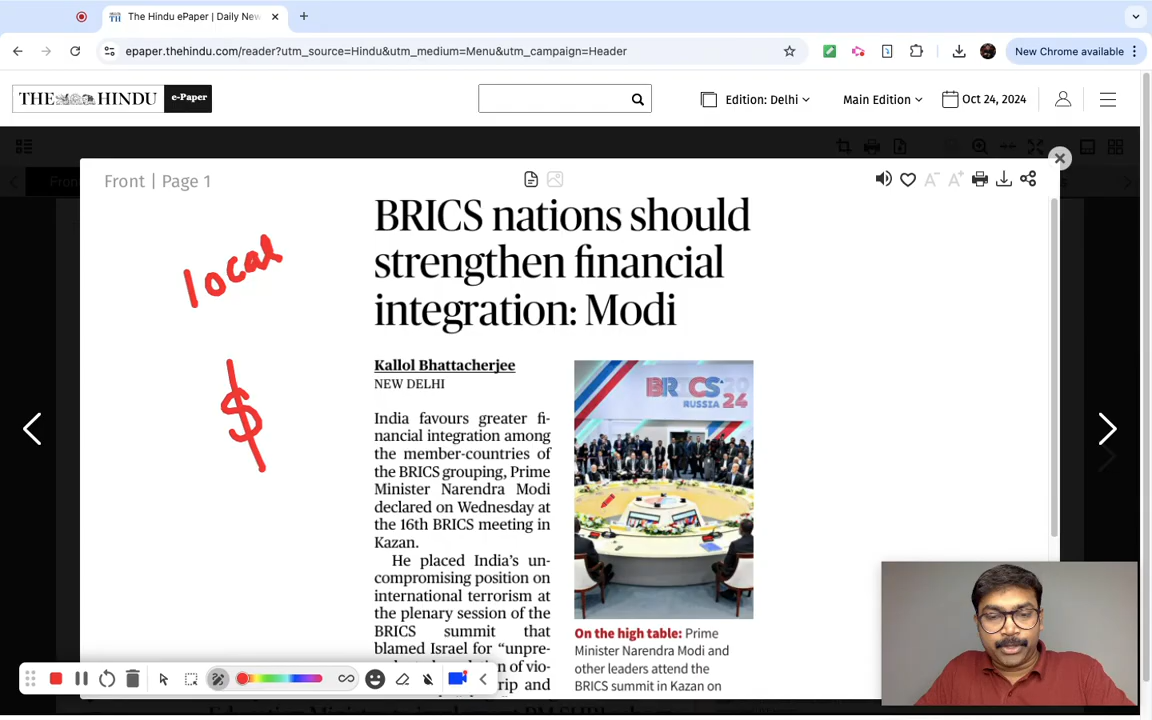 The Hindu ePaper | Daily New
epaper.thehindu.com/reader?utm_source=Hindu&utm_medium=Menu&utm_campaign=Header
New Chrome available
THE HINDU e-Paper
Edition: Delhi
Main Edition
Oct 24, 2024
Front | Page 1
A⁻ A⁺
BRICS nations should
strengthen financial
integration: Modi
local
$
Kallol Bhattacherjee
NEW DELHI
India favours greater fi-
nancial integration among
the member-countries of
the BRICS grouping, Prime
Minister Narendra Modi
declared on Wednesday at
the 16th BRICS meeting in
Kazan.
He placed India's un-
compromising position on
international terrorism at
the plenary session of the
BRICS summit that
blamed Israel for "unpre-
n of vio-
rip and
BRICS
RUSSIA 24
On the high table: Prime
Minister Narendra Modi and
other leaders attend the
BRICS summit in Kazan on